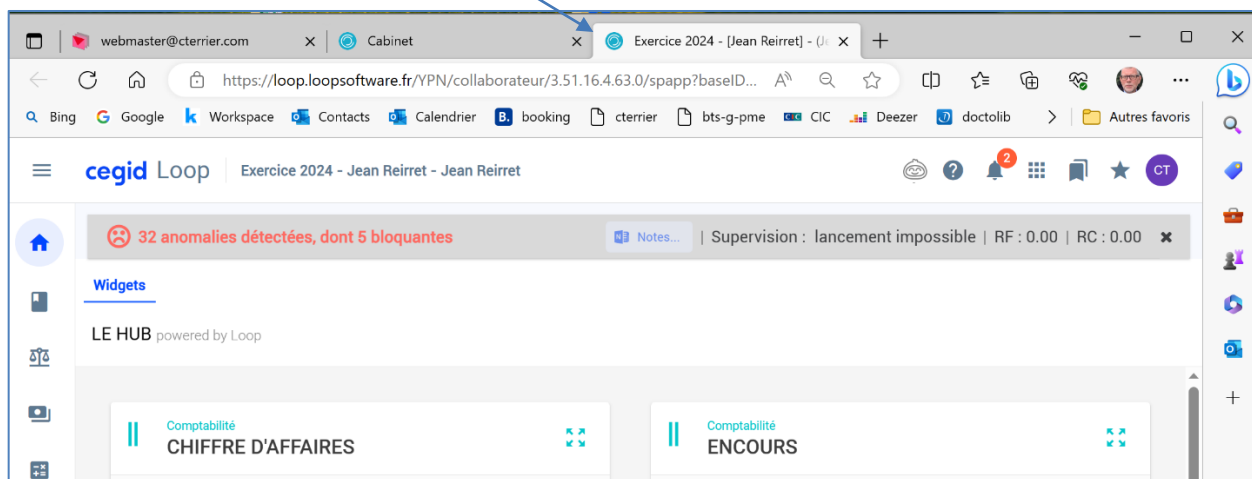 webmaster@cterrier.com
Cabinet
Exercice 2024 - [Jean Reirret] - (Je
https://loop.loopsoftware.fr/YPN/collaborateur/3.51.16.4.63.0/spapp?baseID...
Bing Google Workspace Contacts Calendrier B. booking cterrier bts-g-pme CIC Deezer doctolib Autres favoris
cegid Loop Exercice 2024 - Jean Reirret - Jean Reirret 2 CT
32 anomalies détectées, dont 5 bloquantes Notes... | Supervision : lancement impossible | RF : 0.00 | RC : 0.00
Widgets
LE HUB powered by Loop
Comptabilité
CHIFFRE D'AFFAIRES
Comptabilité
ENCOURS